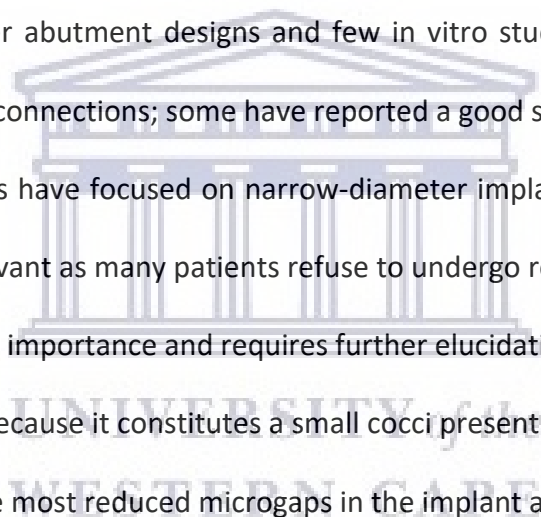 r abutment designs and few in vitro stu
connections; some have reported a good s
s have focused on narrow-diameter impla
vant as many patients refuse to undergo r
importance and requires further elucidati
UNIVERSITY of the
ecause it constitutes a small cocci present
WESTERN CAPE
e most reduced microgaps in the implant a